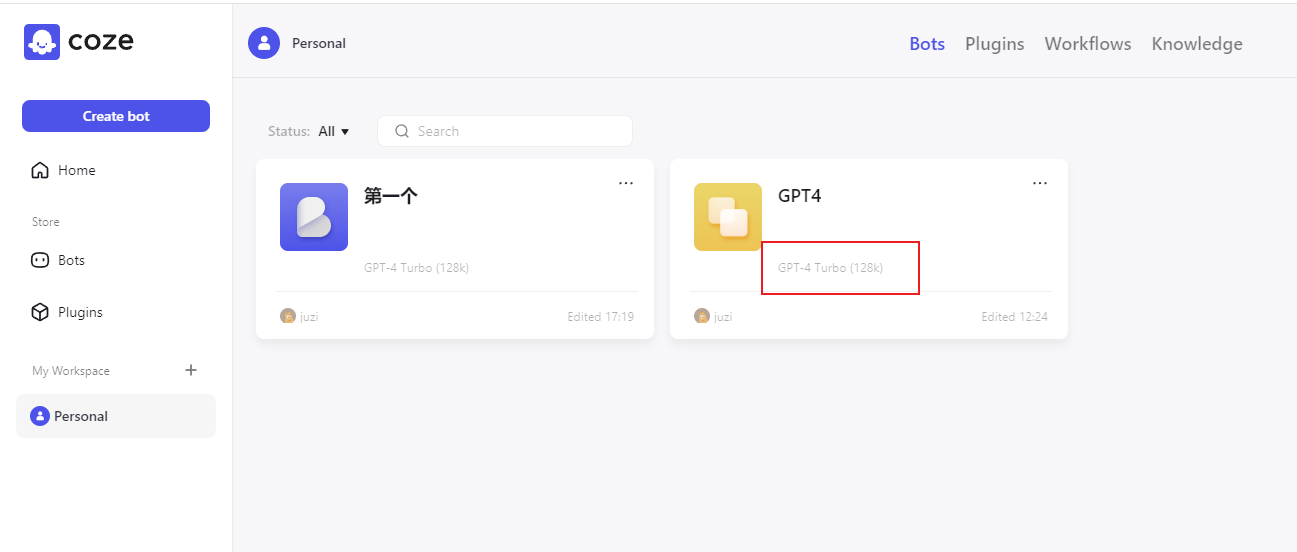 coze
Create bot
Home
Store
Bots
Plugins
My Workspace
Personal
Personal
Bots Plugins Workflows Knowledge
Status: All
Search
第一个
GPT-4 Turbo (128k)
juzi Edited 17:19
GPT4
GPT-4 Turbo (128k)
juzi Edited 12:24